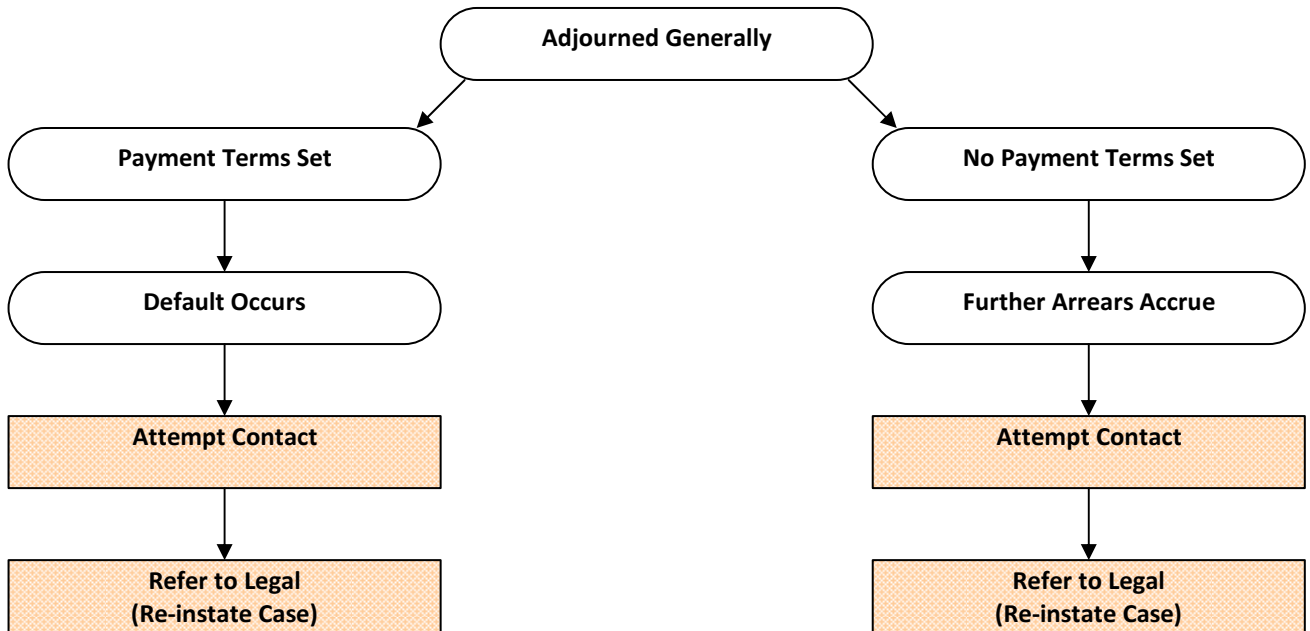 Adjourned Generally
Payment Terms Set
No Payment Terms Set
Default Occurs
Further Arrears Accrue
Attempt Contact
Attempt Contact
Refer to Legal
(Re-instate Case)
Refer to Legal
(Re-instate Case)